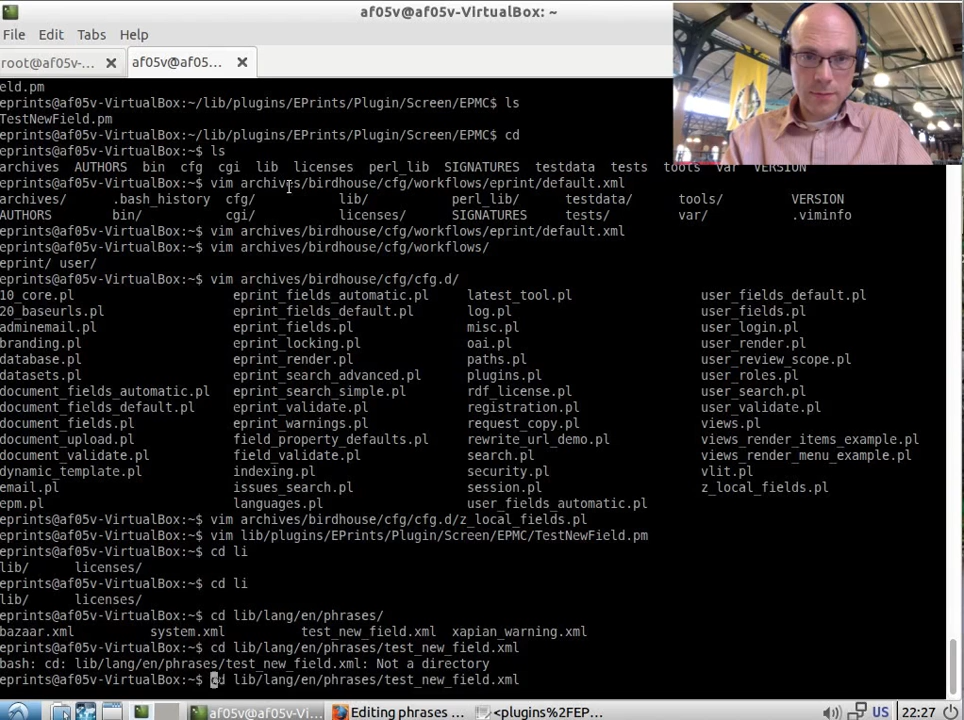 af05v@af05v-VirtualBox: ~
File Edit Tabs Help
root@af05v-... af05v@af05...
eld.pm
eprints@af05v-VirtualBox:~/lib/plugins/EPrints/Plugin/Screen/EPMC$ ls
TestNewField.pm
eprints@af05v-VirtualBox:~/lib/plugins/EPrints/Plugin/Screen/EPMC$ cd
eprints@af05v-VirtualBox:~$ ls
archives AUTHORS bin cfg cgi lib licenses perl_lib SIGNATURES testdata tests tools var VERSION
eprints@af05v-VirtualBox:~$ vim archives/birdhouse/cfg/workflows/eprint/default.xml
archives/ .bash_history cfg/ lib/ perl_lib/ testdata/ tools/ VERSION
AUTHORS bin/ cgi/ licenses/ SIGNATURES tests/ var/ .viminfo
eprints@af05v-VirtualBox:~$ vim archives/birdhouse/cfg/workflows/eprint/default.xml
eprints@af05v-VirtualBox:~$ vim archives/birdhouse/cfg/workflows/
eprint/ user/
eprints@af05v-VirtualBox:~$ vim archives/birdhouse/cfg/cfg.d/
10_core.pl eprint_fields_automatic.pl latest_tool.pl user_fields_default.pl
20_baseurls.pl eprint_fields_default.pl log.pl user_fields.pl
adminemail.pl eprint_fields.pl misc.pl user_login.pl
branding.pl eprint_locking.pl oai.pl user_render.pl
database.pl eprint_render.pl paths.pl user_review_scope.pl
datasets.pl eprint_search_advanced.pl plugins.pl user_roles.pl
document_fields_automatic.pl eprint_search_simple.pl rdf_license.pl user_search.pl
document_fields_default.pl eprint_validate.pl registration.pl user_validate.pl
document_fields.pl eprint_warnings.pl request_copy.pl views.pl
document_upload.pl field_property_defaults.pl rewrite_url_demo.pl views_render_items_example.pl
document_validate.pl field_validate.pl search.pl views_render_menu_example.pl
dynamic_template.pl indexing.pl security.pl vlit.pl
email.pl issues_search.pl session.pl z_local_fields.pl
epm.pl languages.pl user_fields_automatic.pl
eprints@af05v-VirtualBox:~$ vim archives/birdhouse/cfg/cfg.d/z_local_fields.pl
eprints@af05v-VirtualBox:~$ vim lib/plugins/EPrints/Plugin/Screen/EPMC/TestNewField.pm
eprints@af05v-VirtualBox:~$ cd li
lib/ licenses/
eprints@af05v-VirtualBox:~$ cd li
lib/ licenses/
eprints@af05v-VirtualBox:~$ cd lib/lang/en/phrases/
bazaar.xml system.xml test_new_field.xml xapian_warning.xml
eprints@af05v-VirtualBox:~$ cd lib/lang/en/phrases/test_new_field.xml
bash: cd: lib/lang/en/phrases/test_new_field.xml: Not a directory
eprints@af05v-VirtualBox:~$ cd lib/lang/en/phrases/test_new_field.xml
af05v@af05v-VirtualB... Editing phrases ... <plugins%2FEP... US 22:27